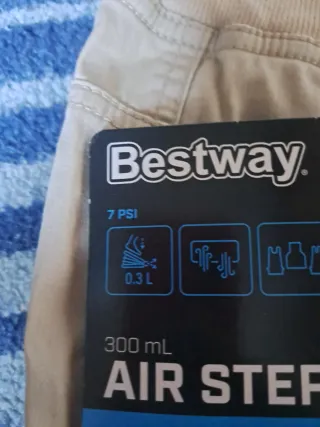 Bestway®
7 PSI
0.3 L
300 mL
AIR STEP